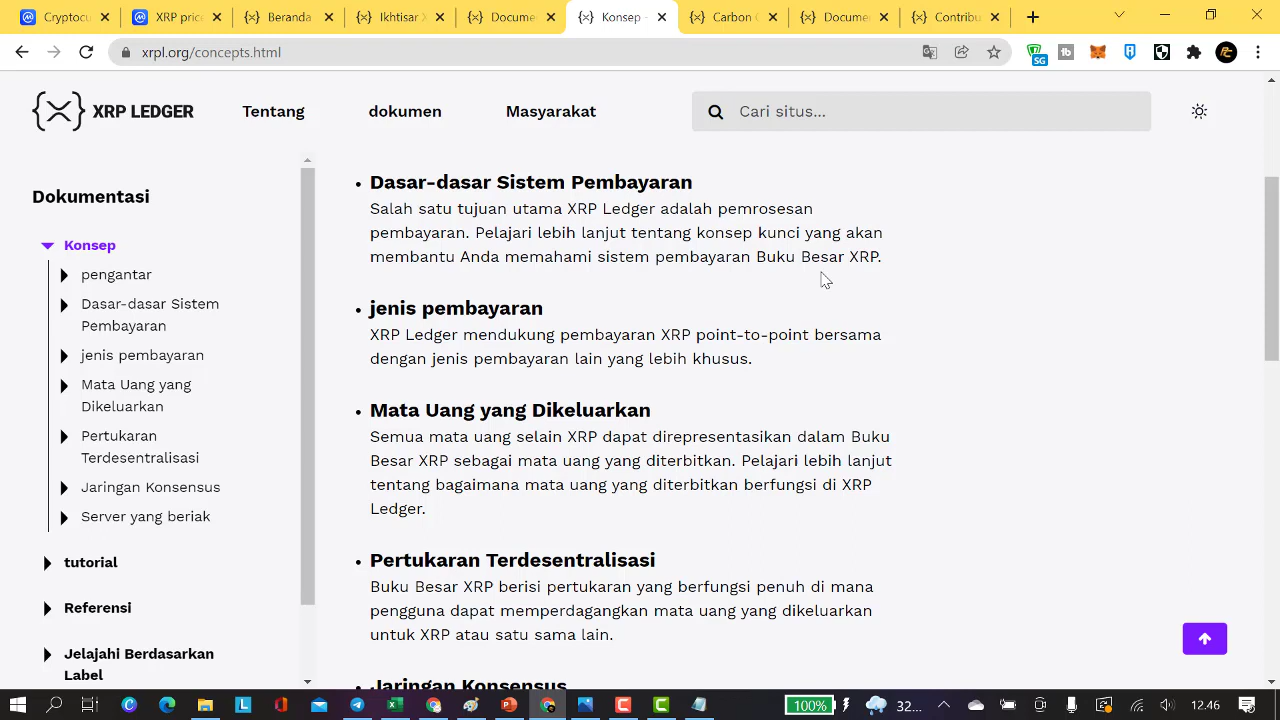 Cryptocu
XRP price
Beranda
Ikhtisar X
Docume
Konsep -
Carbon C
Docume
Contribu
xrpl.org/concepts.html
SG
tb
XRP LEDGER
Tentang
dokumen
Masyarakat
Cari situs...
Dokumentasi
Konsep
pengantar
Dasar-dasar Sistem
Pembayaran
jenis pembayaran
Mata Uang yang
Dikeluarkan
Pertukaran
Terdesentralisasi
Jaringan Konsensus
Server yang beriak
tutorial
Referensi
Jelajahi Berdasarkan
Label
Dasar-dasar Sistem Pembayaran
Salah satu tujuan utama XRP Ledger adalah pemrosesan
pembayaran. Pelajari lebih lanjut tentang konsep kunci yang akan
membantu Anda memahami sistem pembayaran Buku Besar XRP.
jenis pembayaran
XRP Ledger mendukung pembayaran XRP point-to-point bersama
dengan jenis pembayaran lain yang lebih khusus.
Mata Uang yang Dikeluarkan
Semua mata uang selain XRP dapat direpresentasikan dalam Buku
Besar XRP sebagai mata uang yang diterbitkan. Pelajari lebih lanjut
tentang bagaimana mata uang yang diterbitkan berfungsi di XRP
Ledger.
Pertukaran Terdesentralisasi
Buku Besar XRP berisi pertukaran yang berfungsi penuh di mana
pengguna dapat memperdagangkan mata uang yang dikeluarkan
untuk XRP atau satu sama lain.
Jaringan Konsensus
100%
32...
12.46